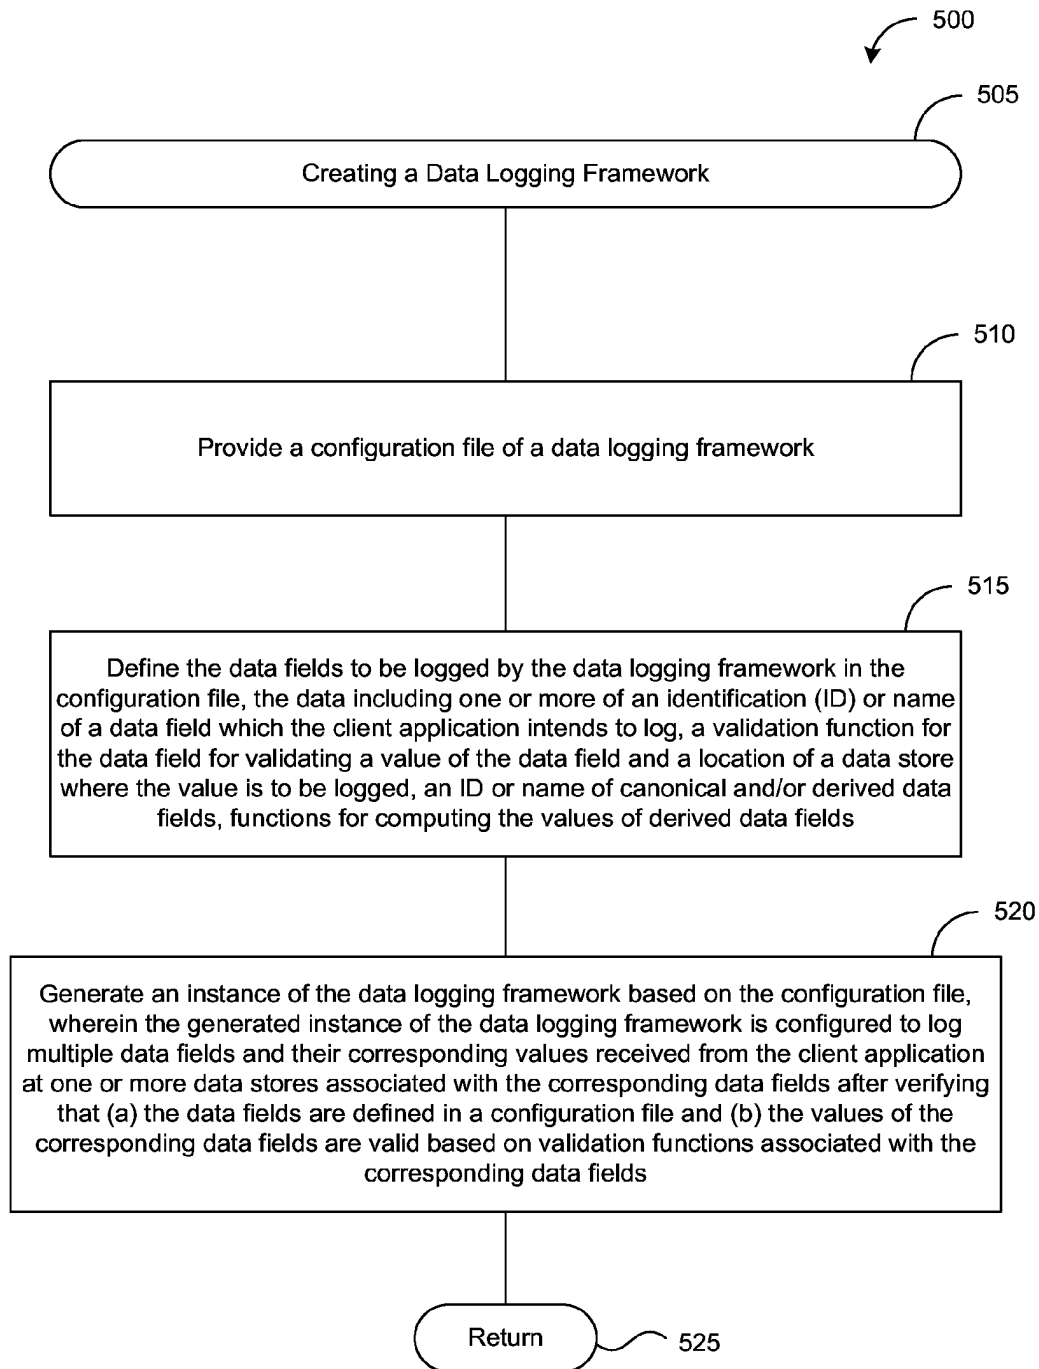 500
505
Creating a Data Logging Framework
510
Provide a configuration file of a data logging framework
515
Define the data fields to be logged by the data logging framework in the
configuration file, the data including one or more of an identification (ID) or name
of a data field which the client application intends to log, a validation function for
the data field for validating a value of the data field and a location of a data store
where the value is to be logged, an ID or name of canonical and/or derived data
fields, functions for computing the values of derived data fields
520
Generate an instance of the data logging framework based on the configuration file,
wherein the generated instance of the data logging framework is configured to log
multiple data fields and their corresponding values received from the client application
at one or more data stores associated with the corresponding data fields after verifying
that (a) the data fields are defined in a configuration file and (b) the values of the
corresponding data fields are valid based on validation functions associated with the
corresponding data fields
Return
525